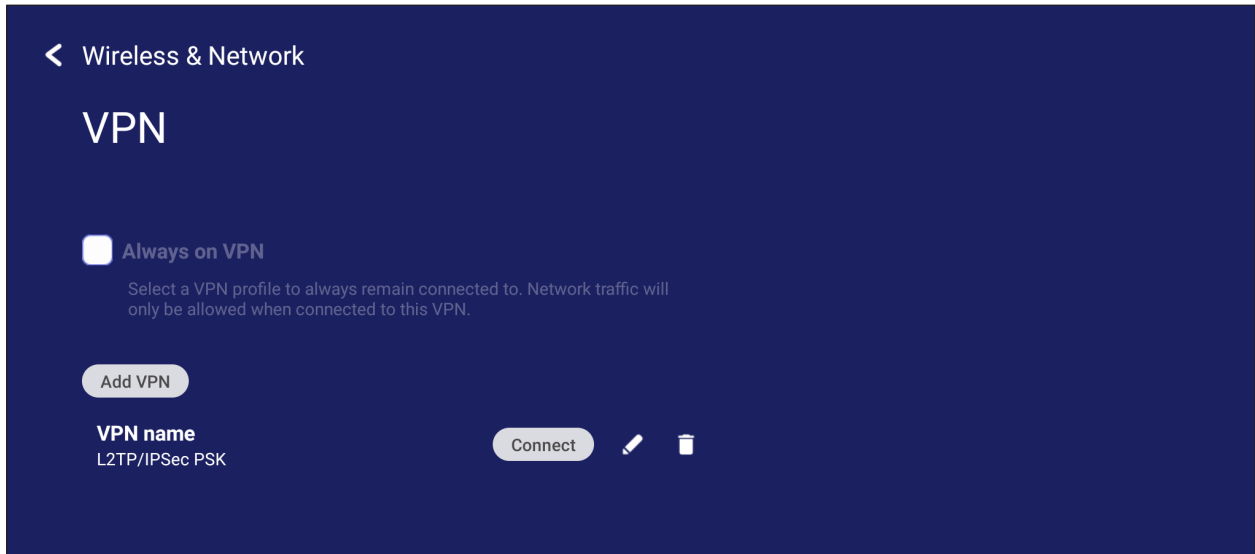 Wireless & Network
VPN
Always on VPN
Select a VPN profile to always remain connected to. Network traffic will
only be allowed when connected to this VPN.
Add VPN
VPN name
L2TP/IPSec PSK
Connect